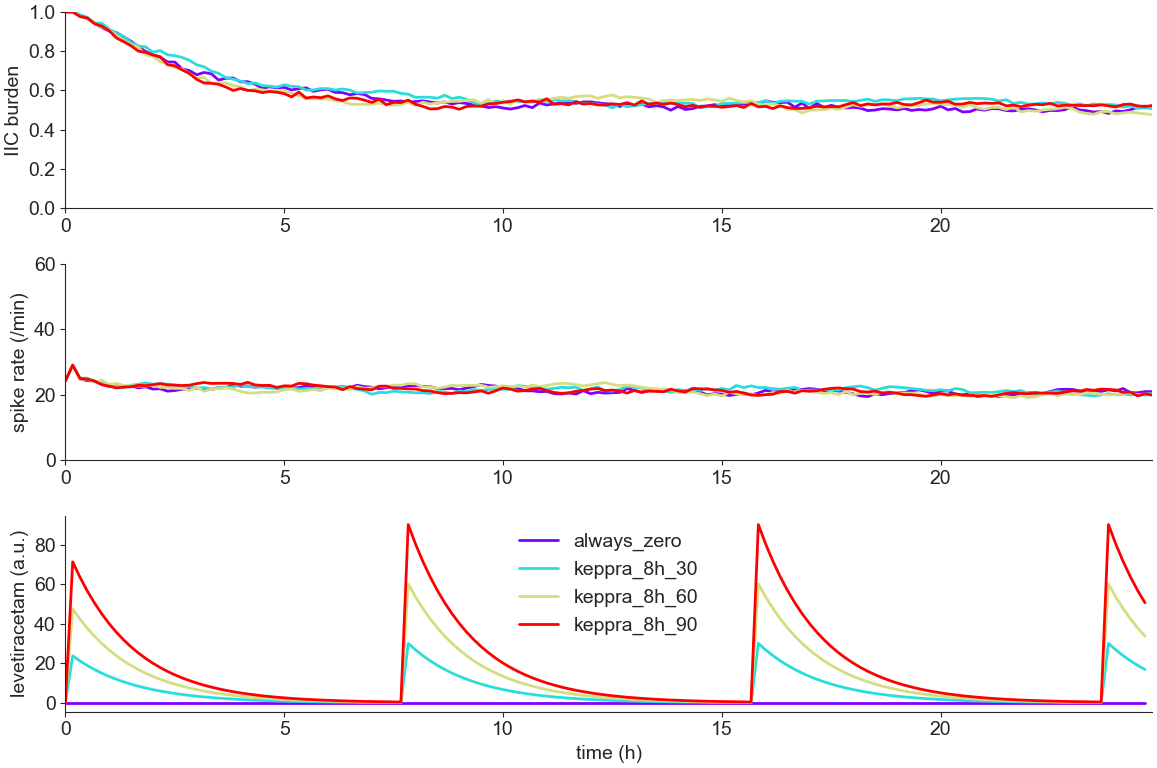 1.0
0.8
0.6
0.4
0.2
0.0
IIC burden
0 5 10 15 20
60
40
20
0
spike rate (/min)
0 5 10 15 20
80
60
40
20
0
levetiracetam (a.u.)
always_zero
keppra_8h_30
keppra_8h_60
keppra_8h_90
0 5 10 15 20
time (h)